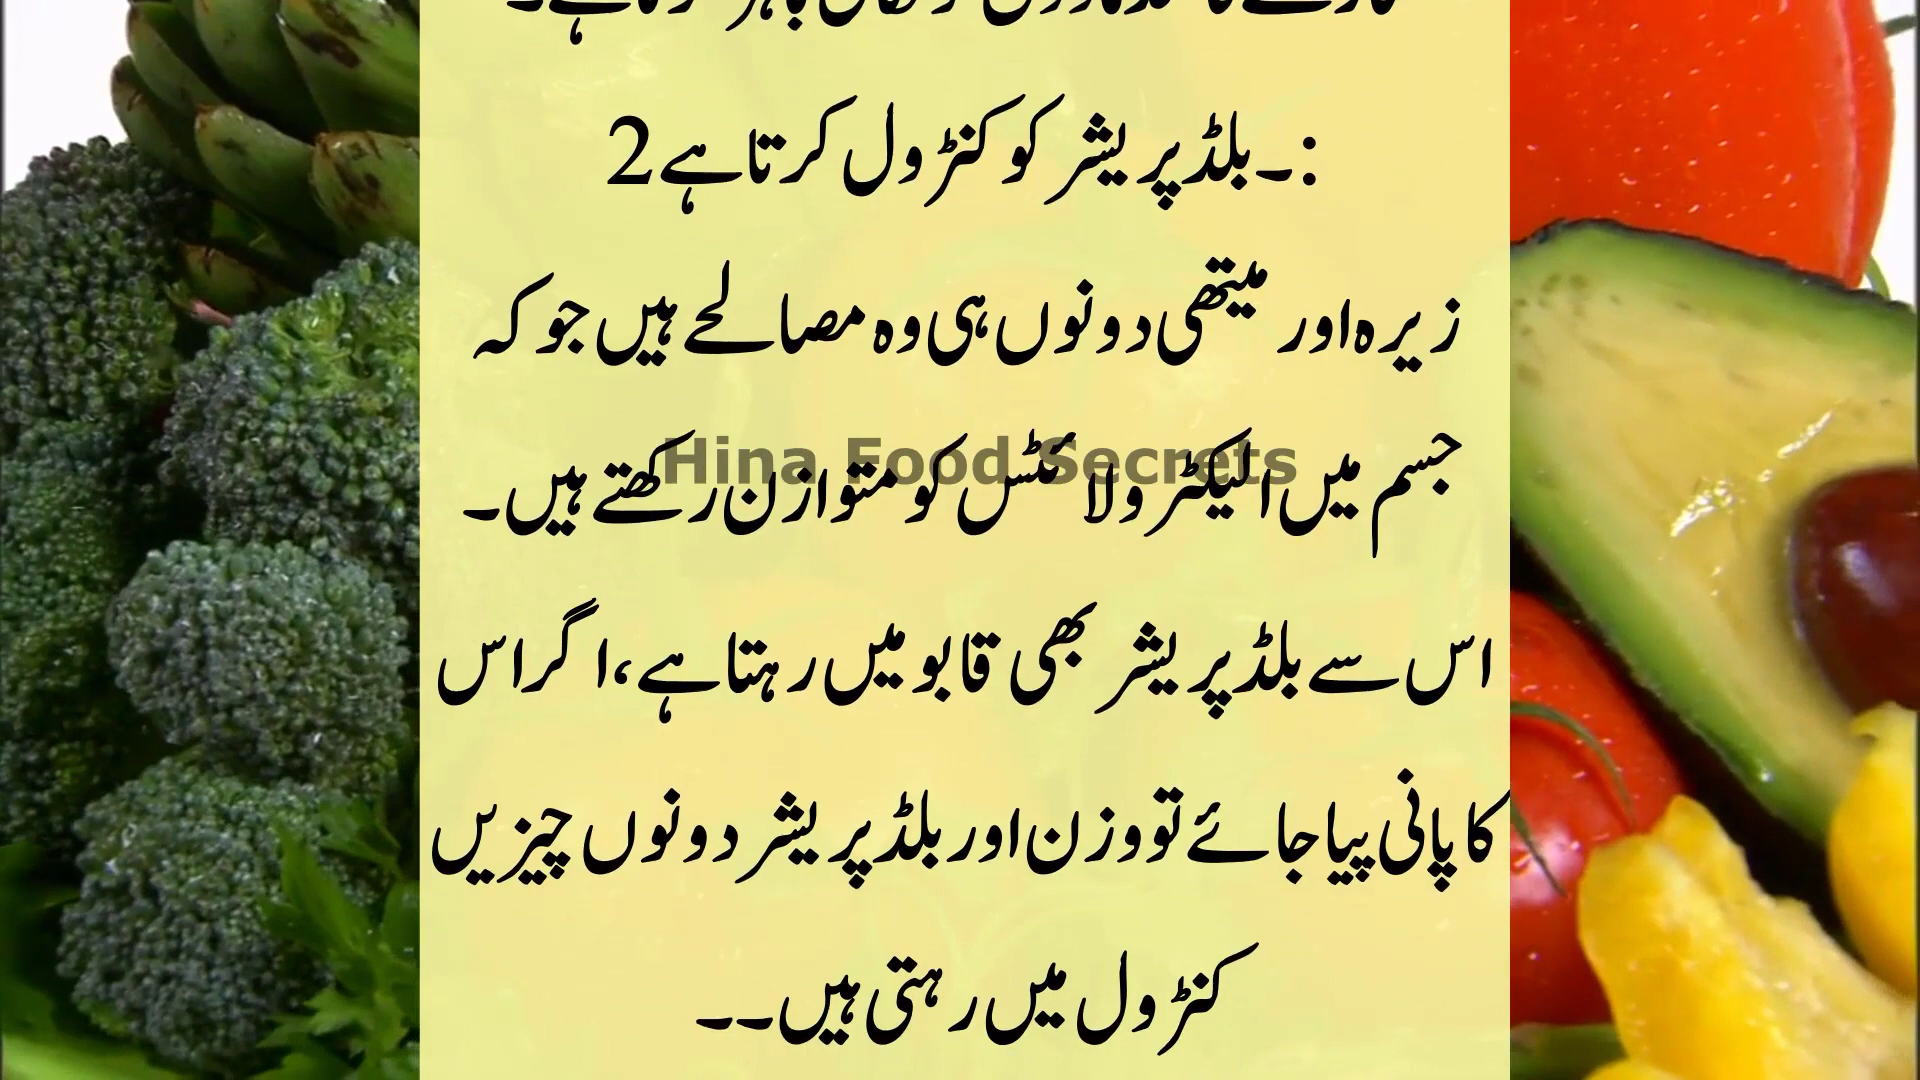 :۔بلڈ پریشر کو کنٹرول کرتا ہے2
زیرہ اور میتھی دونوں ہی وہ مصالحے ہیں جو کہ
جسم میں الیکٹرولائٹس کو متوازن رکھتے ہیں۔
Hina Food Secrets
اس سے بلڈ پریشر بھی قابو میں رہتا ہے، اگر اس
کا پانی پیا جائے تو وزن اور بلڈ پریشر دونوں چیزیں
کنٹرول میں رہتی ہیں۔۔